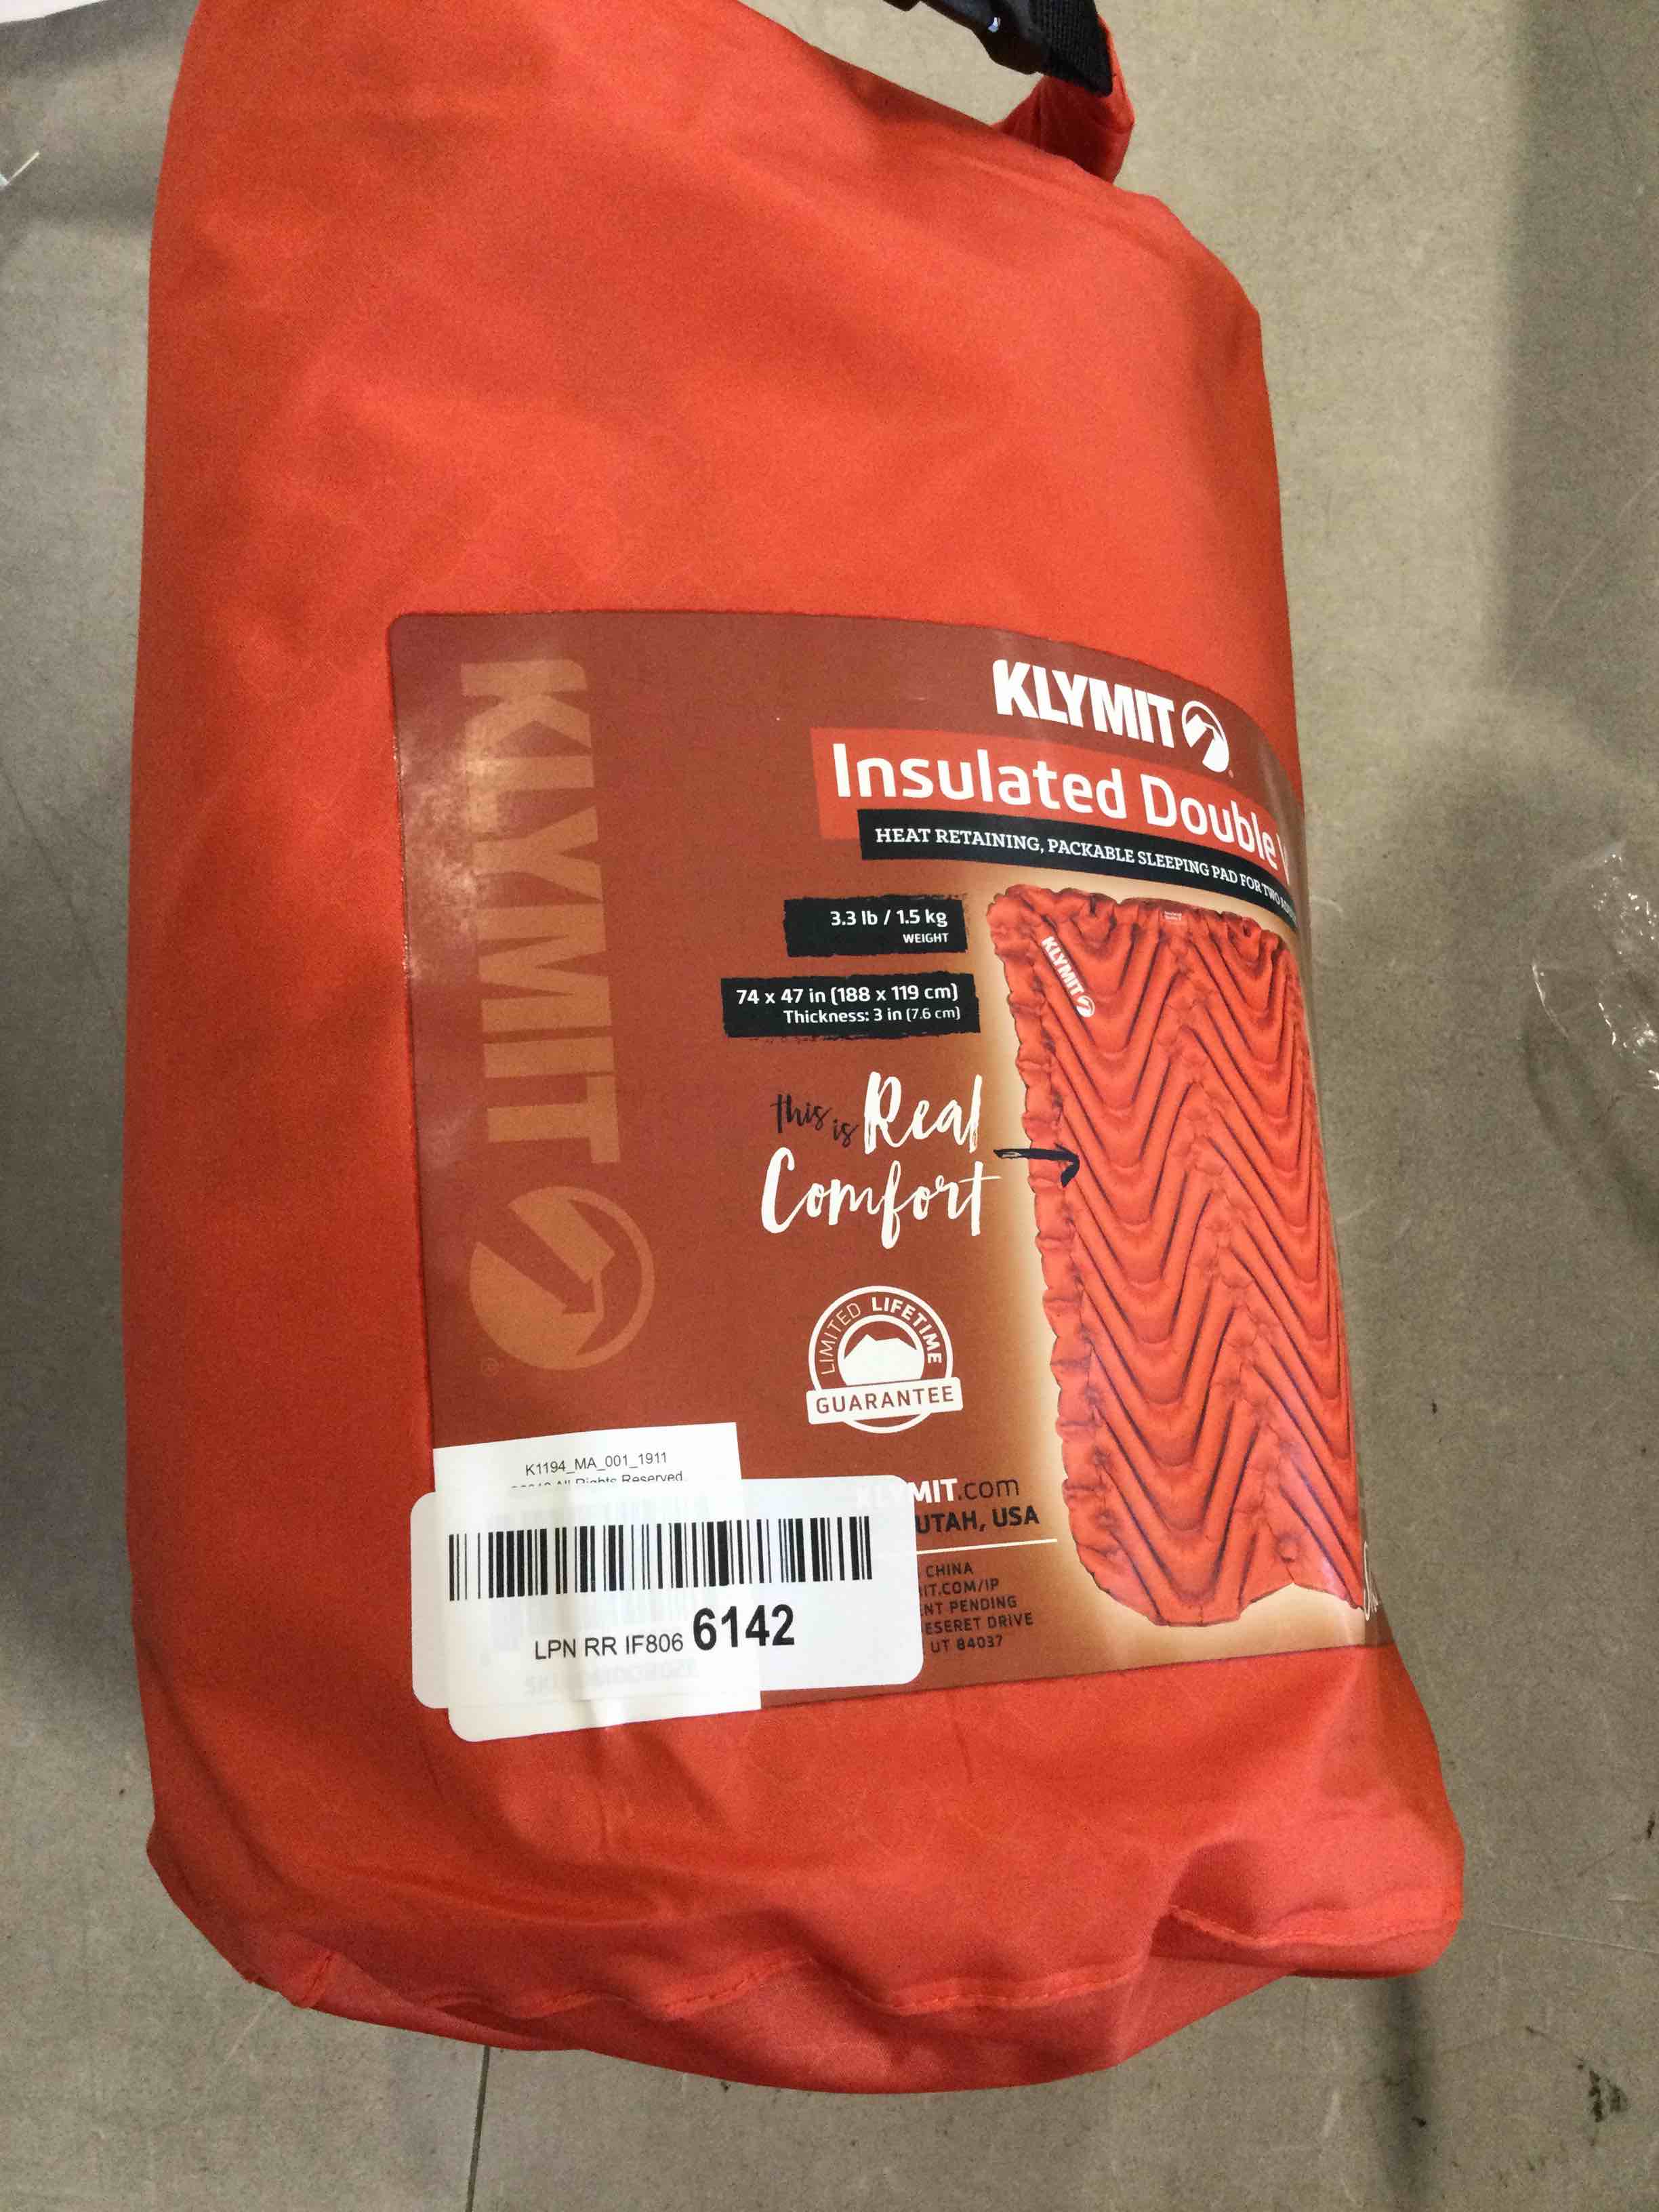 KLYMIT
KLYMIT
Insulated Double
HEAT RETAINING, PACKABLE SLEEPING PAD FOR TWO
3.3 lb / 1.5 kg
WEIGHT
74 x 47 in (188 x 119 cm)
Thickness: 3 in (7.6 cm)
KLYMIT
this is Real
Comfort
LIMITED LIFETIME
GUARANTEE
K1194_MA_001_1911
All Rights Reserved.
KLYMIT.com
UTAH, USA
CHINA
IT.COM/IP
NT PENDING
ESERET DRIVE
UT 84037
LPN RR IF806 6142